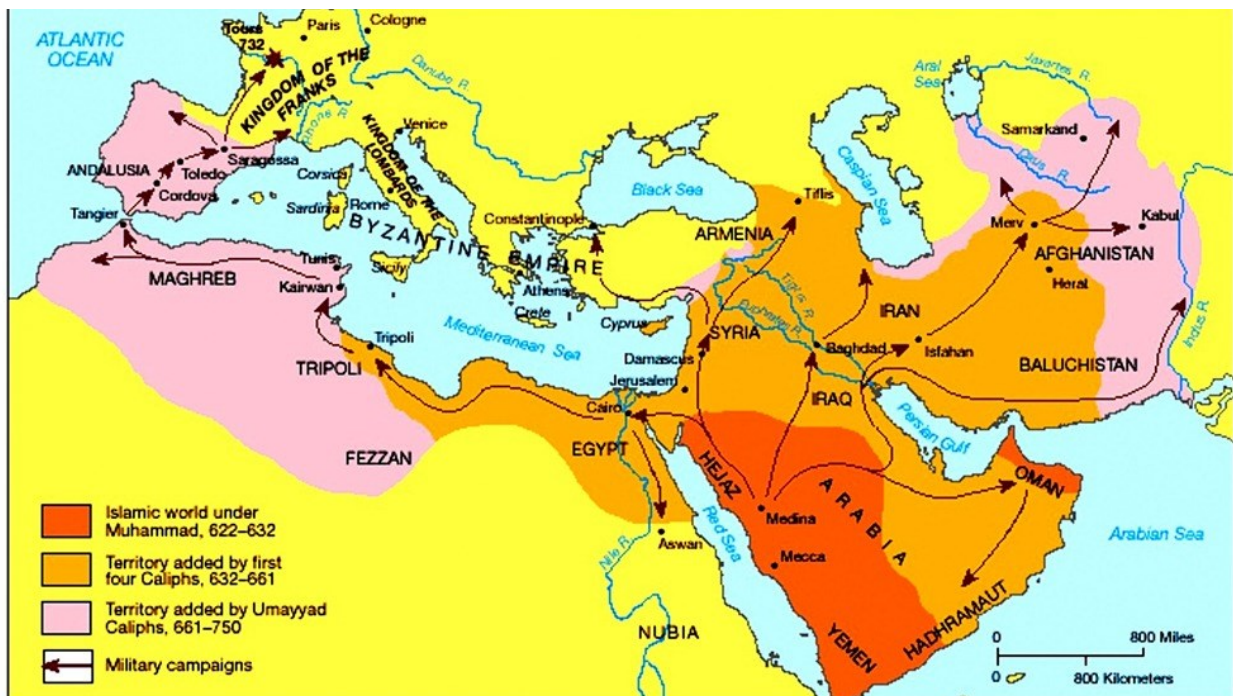 ATLANTIC
OCEAN
Tours
732
Paris
Cologne
KINGDOM OF THE
FRANKS
Danube R.
Rhone R.
Venice
KINGDOM OF THE
LOMBARDS
Saragossa
ANDALUSIA
Toledo
Cordova
Corsica
Sardinia
Rome
Tangier
BYZANTINE EMPIRE
Constantinople
Black Sea
Caspian Sea
Aral
Sea
Jaxartes R.
Samarkand
Oxus R.
Tiflis
ARMENIA
Merv
Kabul
AFGHANISTAN
Herat
MAGHREB
Tunis
Kairwan
Sicily
Athens
Crete
Cyprus
Mediterranean Sea
Tigris R.
Euphrates R.
SYRIA
IRAN
Indus R.
Tripoli
TRIPOLI
Damascus
Baghdad
Isfahan
BALUCHISTAN
Jerusalem
IRAQ
Cairo
EGYPT
Persian Gulf
FEZZAN
HEJAZ
ARABIA
OMAN
Medina
Red Sea
Mecca
Arabian Sea
Aswan
Nile R.
NUBIA
YEMEN
HADHRAMAUT
Islamic world under
Muhammad, 622–632
Territory added by first
four Caliphs, 632–661
Territory added by Umayyad
Caliphs, 661–750
Military campaigns
0 800 Miles
0 800 Kilometers